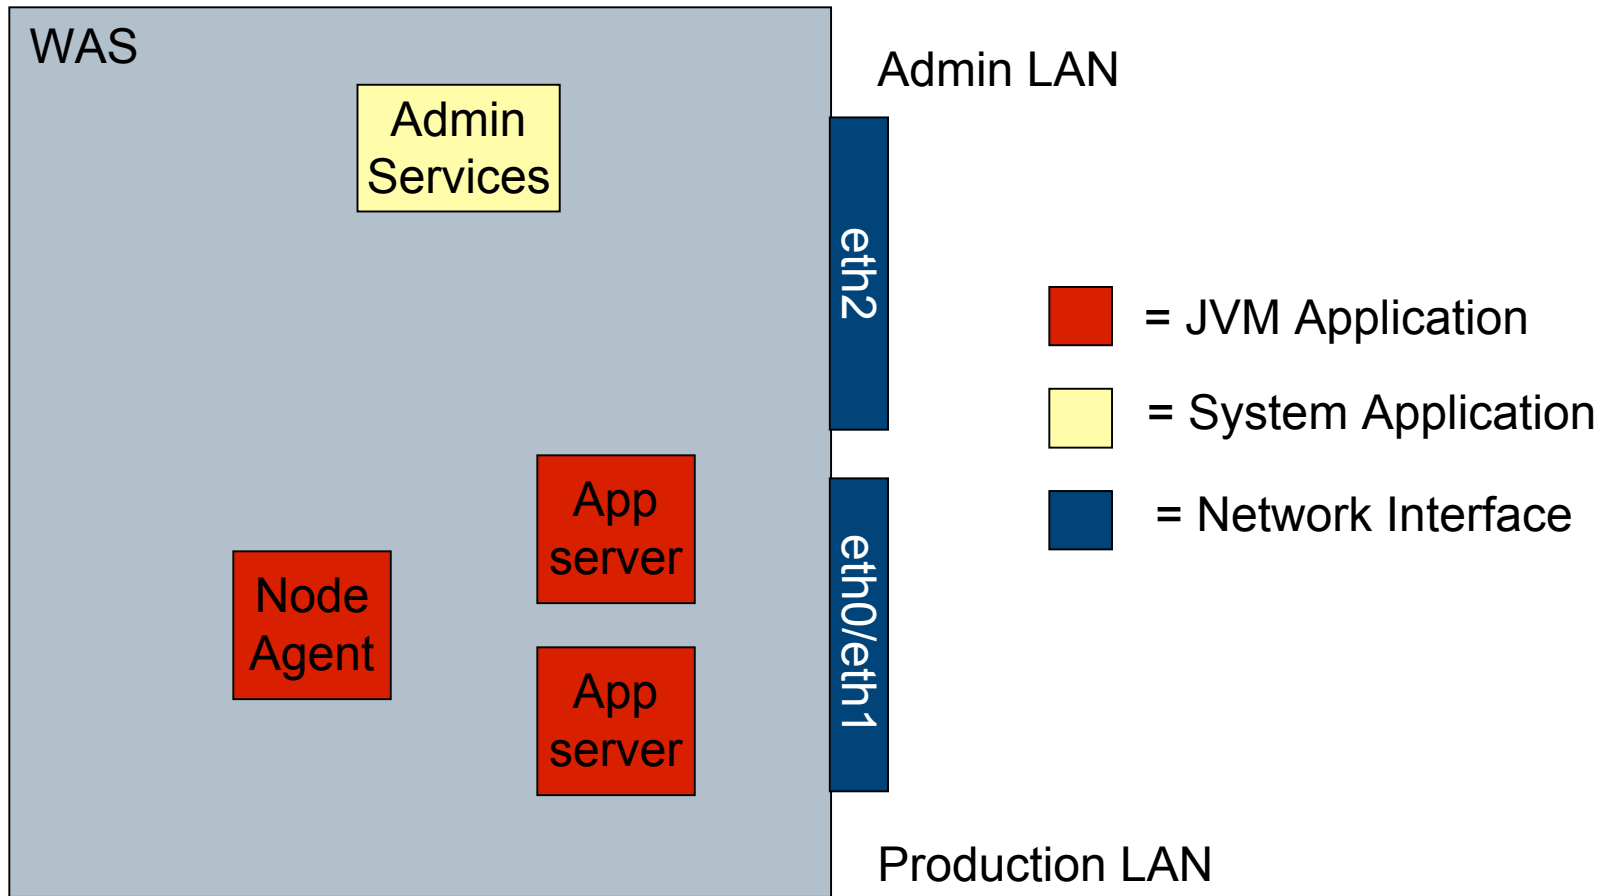 WAS
Admin LAN
Admin
Services
eth2
= JVM Application
= System Application
= Network Interface
App
server
eth0/eth1
Node
Agent
App
server
Production LAN